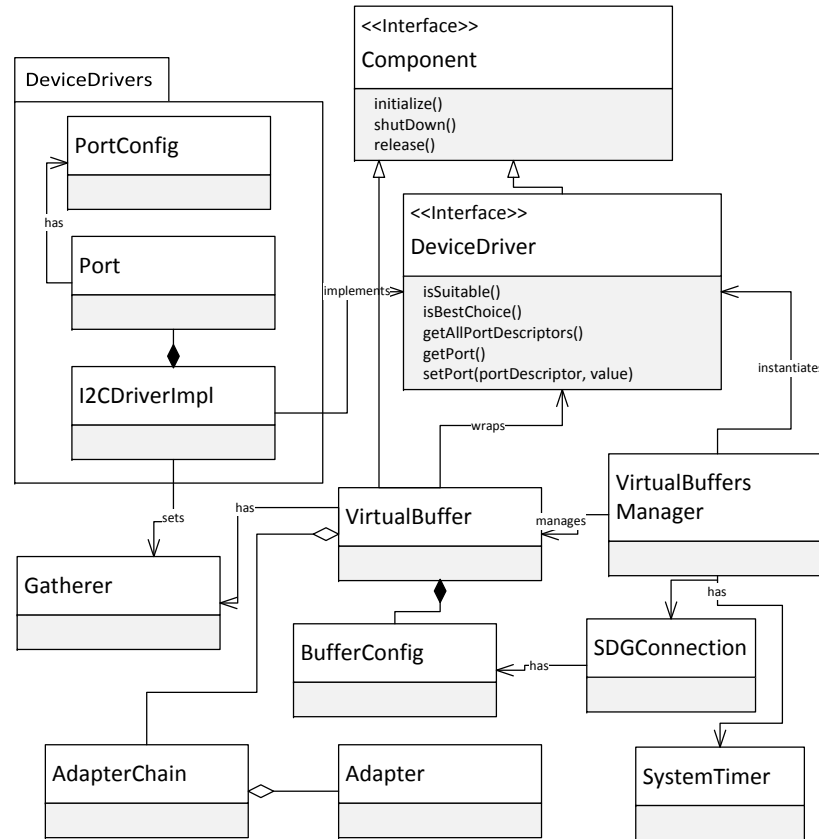 <<Interface>>
Component
initialize()
shutDown()
release()
DeviceDrivers
PortConfig
has
Port
I2CDriverImpl
implements
<<Interface>>
DeviceDriver
isSuitable()
isBestChoice()
getAllPortDescriptors()
getPort()
setPort(portDescriptor, value)
instantiates
wraps
sets
has
VirtualBuffer
manages
VirtualBuffers
Manager
Gatherer
has
BufferConfig
has
SDGConnection
AdapterChain
Adapter
SystemTimer